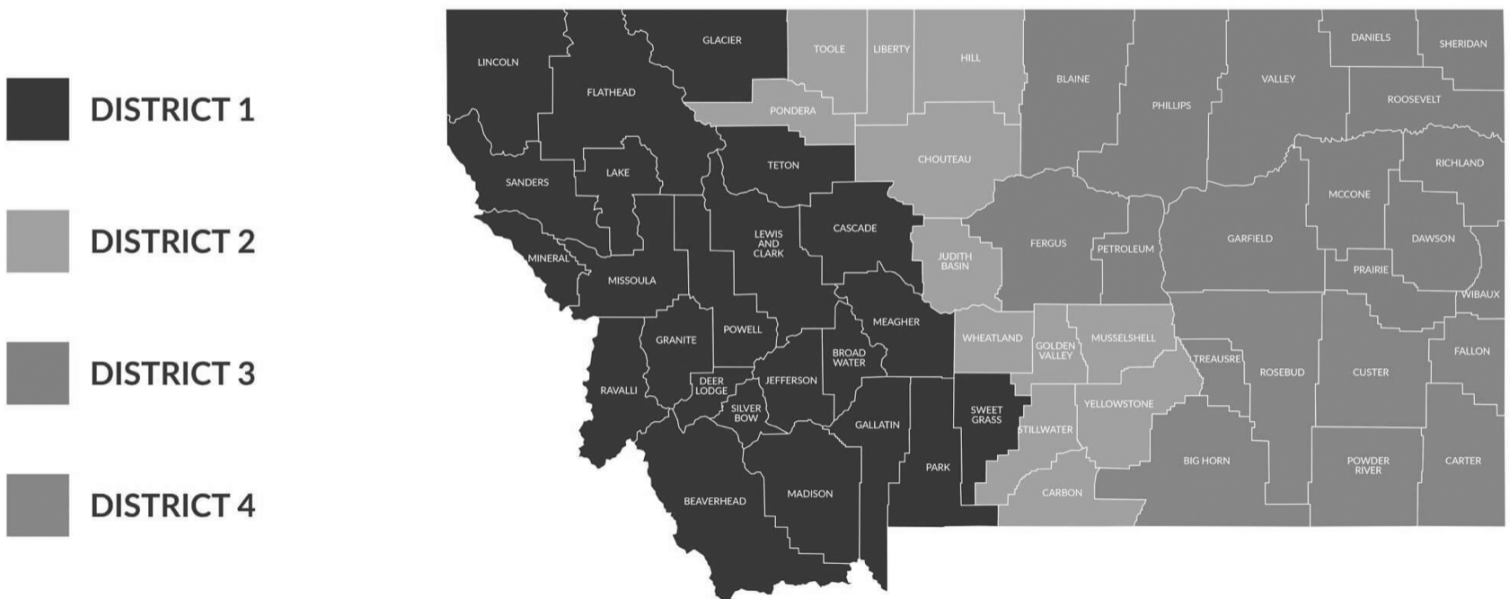 DISTRICT 1
DISTRICT 2
DISTRICT 3
DISTRICT 4
LINCOLN
FLATHEAD
GLACIER
TOOLE
LIBERTY
HILL
BLAINE
PHILLIPS
VALLEY
DANIELS
SHERIDAN
ROOSEVELT
PONDERA
CHOUTEAU
TETON
SANDERS
LAKE
RICHLAND
MCCONE
DAWSON
GARFIELD
PRAIRIE
WIBAUX
CASCADE
LEWIS
AND
CLARK
JUDITH
BASIN
FERGUS
PETROLEUM
MINERAL
MISSOULA
POWELL
GRANITE
MEAGHER
BROAD
WATER
WHEATLAND
GOLDEN
VALLEY
MUSSELSHELL
TREAUSRE
ROSEBUD
CUSTER
FALLON
RAVALLI
DEER
LODGE
JEFFERSON
SILVER
BOW
GALLATIN
SWEET
GRASS
STILLWATER
YELLOWSTONE
PARK
BIG HORN
POWDER
RIVER
CARTER
BEAVERHEAD
MADISON
CARBON